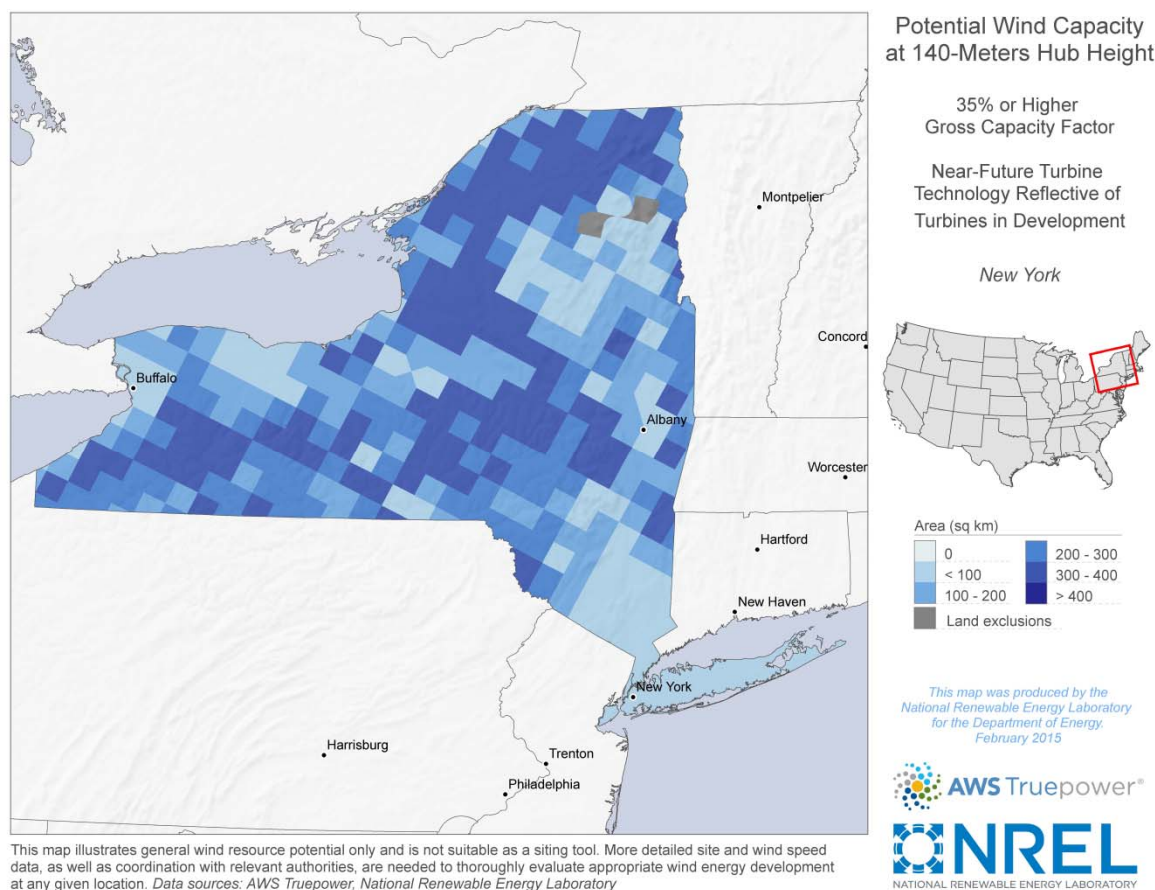 Potential Wind Capacity
at 140-Meters Hub Height
35% or Higher
Gross Capacity Factor
Near-Future Turbine
Technology Reflective of
Turbines in Development
New York
Montpelier
Concord
Buffalo
Albany
Worcester
Hartford
New Haven
New York
Harrisburg
Trenton
Philadelphia
Area (sq km)
0
< 100
100 - 200
200 - 300
300 - 400
> 400
Land exclusions
This map was produced by the
National Renewable Energy Laboratory
for the Department of Energy.
February 2015
AWS Truepower®
NREL
NATIONAL RENEWABLE ENERGY LABORATORY
This map illustrates general wind resource potential only and is not suitable as a siting tool. More detailed site and wind speed
data, as well as coordination with relevant authorities, are needed to thoroughly evaluate appropriate wind energy development
at any given location. Data sources: AWS Truepower, National Renewable Energy Laboratory